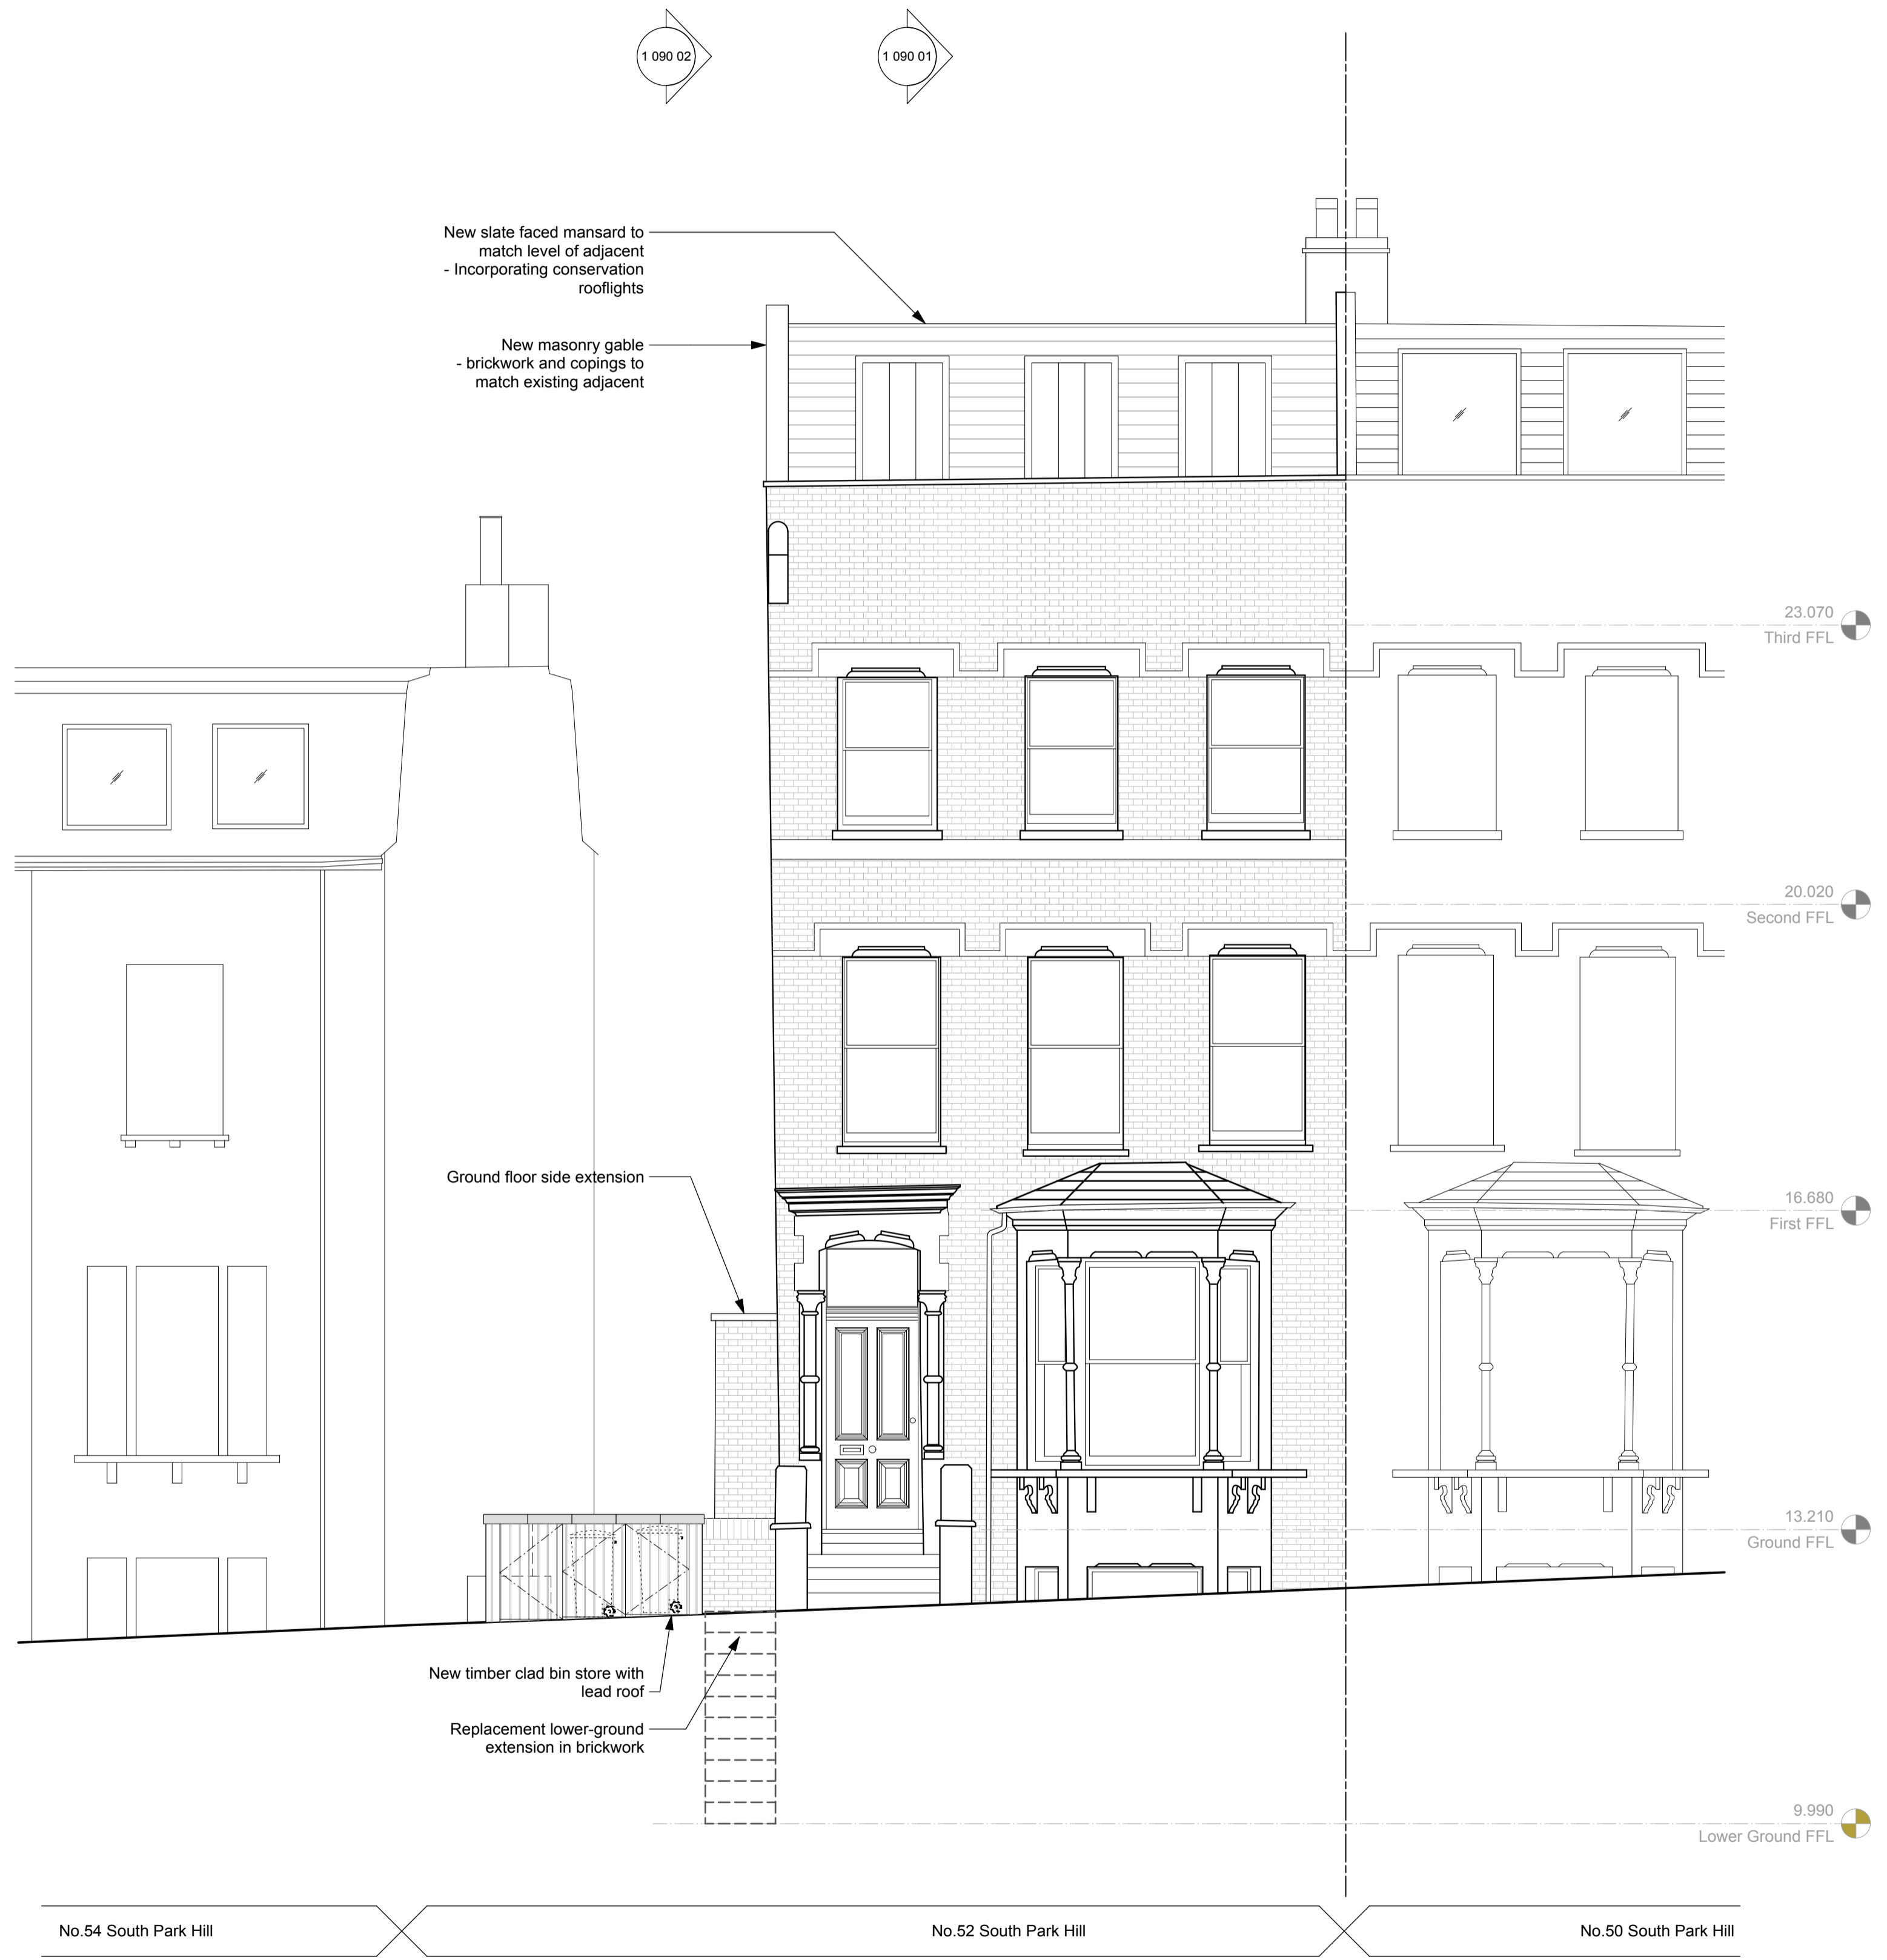 1 090 02
1 090 01
New slate faced mansard to
match level of adjacent
- Incorporating conservation
rooflights
New masonry gable
- brickwork and copings to
match existing adjacent
23.070
Third FFL
20.020
Second FFL
Ground floor side extension
16.680
First FFL
13.210
Ground FFL
New timber clad bin store with
lead roof
Replacement lower-ground
extension in brickwork
9.990
Lower Ground FFL
No.54 South Park Hill
No.52 South Park Hill
No.50 South Park Hill